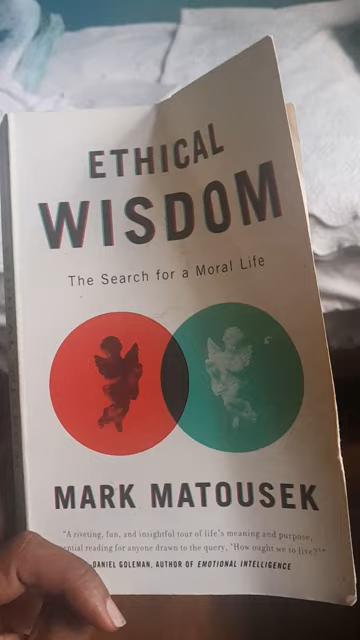 ETHICAL
WISDOM
The Search for a Moral Life
MARK MATOUSEK
"A riveting, fun, and insightful tour of life's meaning and purpose,
reading for anyone drawn to the query, 'How ought we to live?'"
DANIEL GOLEMAN, AUTHOR OF EMOTIONAL INTELLIGENCE